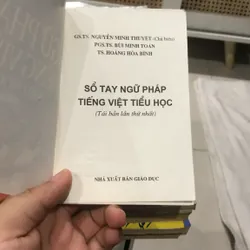 GS.TS. NGUYỄN MINH THUYẾT (Chủ biên)
PGS.TS. BÙI MINH TOÁN
TS. HOÀNG HÒA BÌNH
SỔ TAY NGỮ PHÁP
TIẾNG VIỆT TIỂU HỌC
(Tái bản lần thứ nhất)
NHÀ XUẤT BẢN GIÁO DỤC